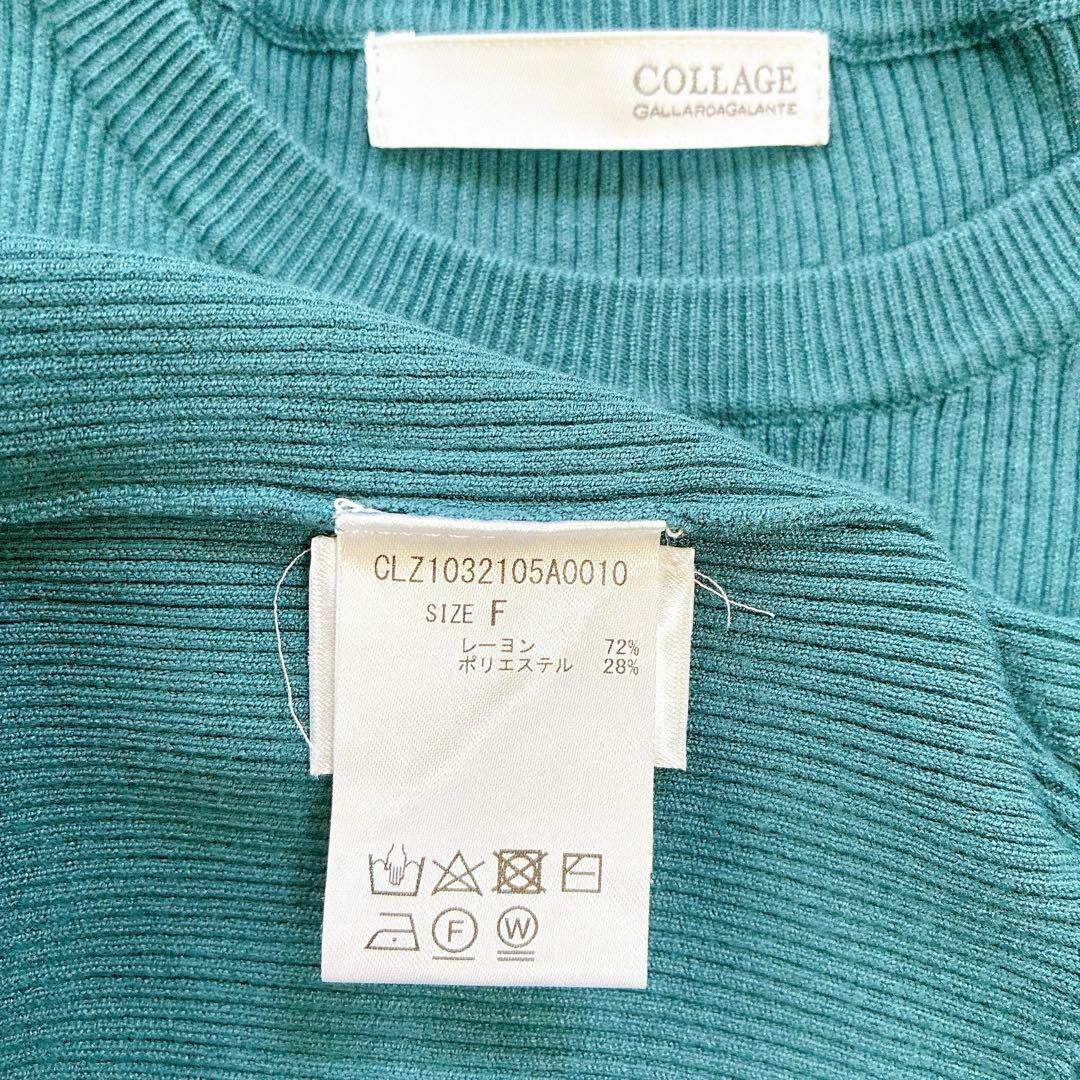 COLLAGE
GALLARDAGALANTE
CLZ1032105A0010
SIZE F
レーヨン 72%
ポリエステル 28%
F W